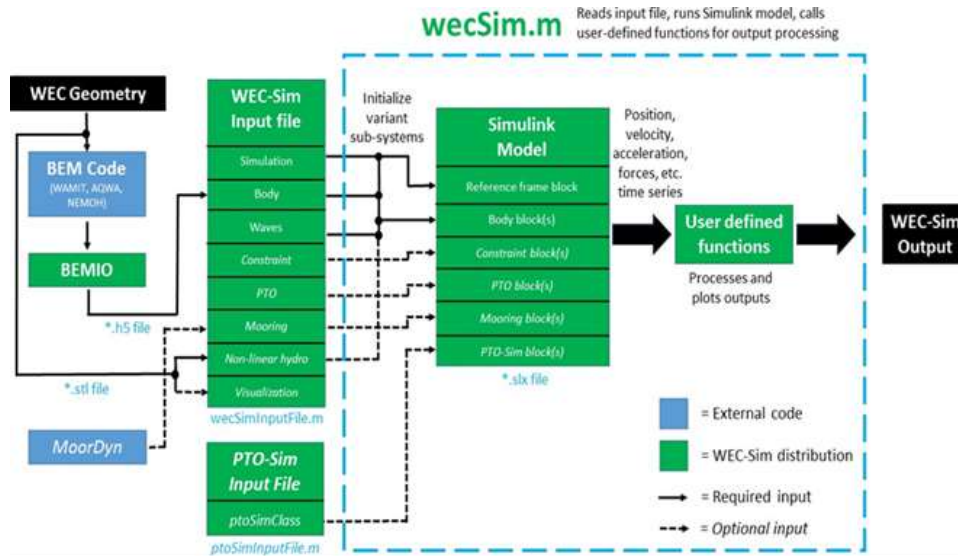 wecSim.m
Reads input file, runs Simulink model, calls
user-defined functions for output processing
WEC Geometry
BEM Code
(WAMIT, AQWA,
NEMOH)
BEMIO
*.h5 file
*.stl file
MoorDyn
WEC-Sim
Input file
Simulation
Body
Waves
Constraint
PTO
Mooring
Non-linear hydro
Visualization
wecSimInputFile.m
PTO-Sim
Input File
ptoSimClass
ptoSimInputFile.m
Initialize
variant
sub-systems
Simulink
Model
Reference frame block
Body block(s)
Constraint block(s)
PTO block(s)
Mooring block(s)
PTO-Sim block(s)
*.slx file
Position,
velocity,
acceleration,
forces, etc.
time series
User defined
functions
Processes and
plots outputs
WEC-Sim
Output
= External code
= WEC-Sim distribution
= Required input
= Optional input